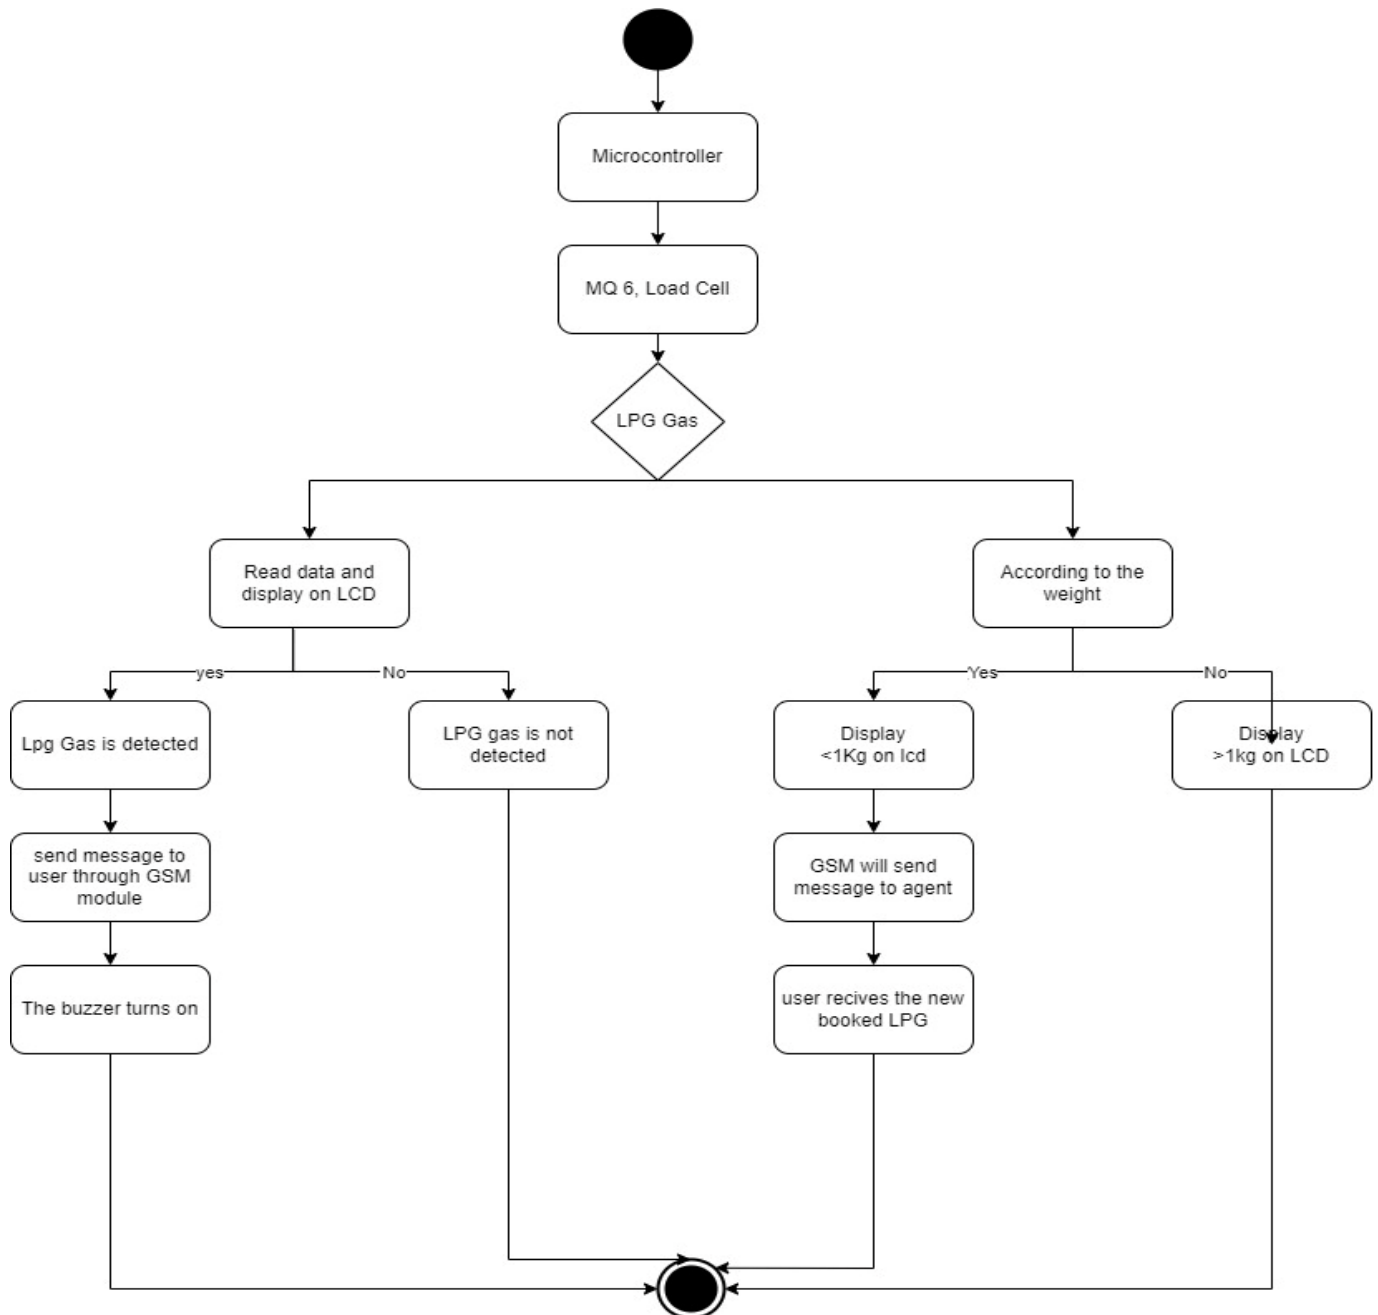 Microcontroller
MQ 6, Load Cell
LPG Gas
Read data and
display on LCD
According to the
weight
yes
No
Yes
No
Lpg Gas is detected
LPG gas is not
detected
Display
<1Kg on lcd
Display
>1kg on LCD
send message to
user through GSM
module
GSM will send
message to agent
The buzzer turns on
user recives the new
booked LPG